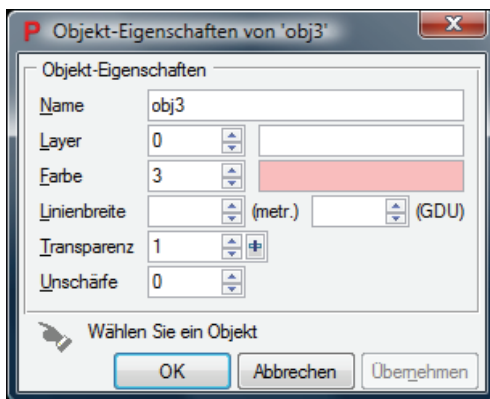 P Objekt-Eigenschaften von 'obj3'
Objekt-Eigenschaften
Name obj3
Layer 0
Farbe 3
Linienbreite (metr.) (GDU)
Transparenz 1
Unschärfe 0
Wählen Sie ein Objekt
OK Abbrechen Übernehmen